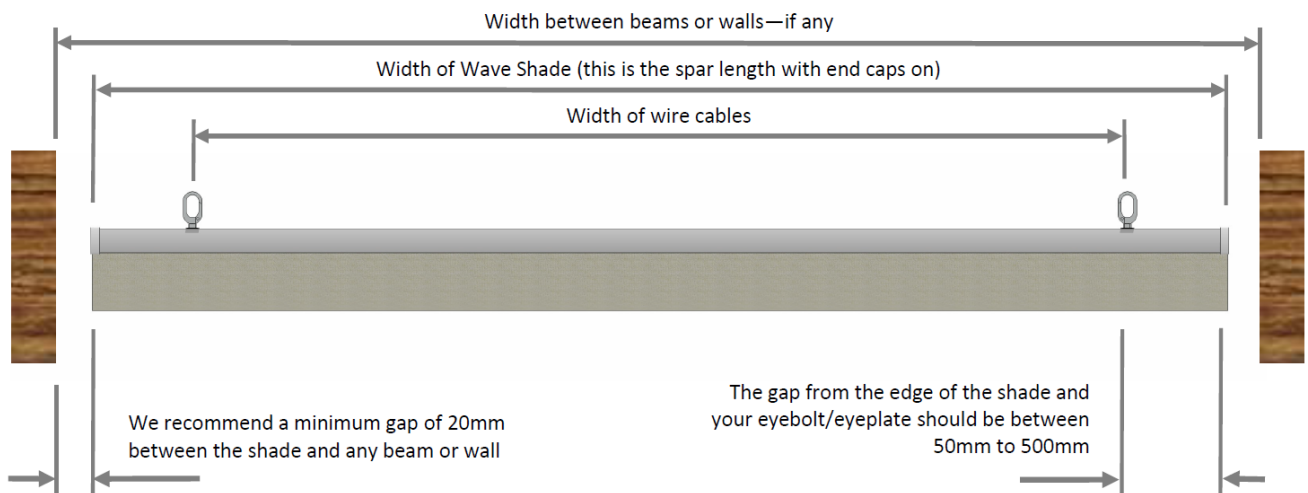 Width between beams or walls—if any
Width of Wave Shade (this is the spar length with end caps on)
Width of wire cables
We recommend a minimum gap of 20mm
between the shade and any beam or wall
The gap from the edge of the shade and
your eyebolt/eyeplate should be between
50mm to 500mm